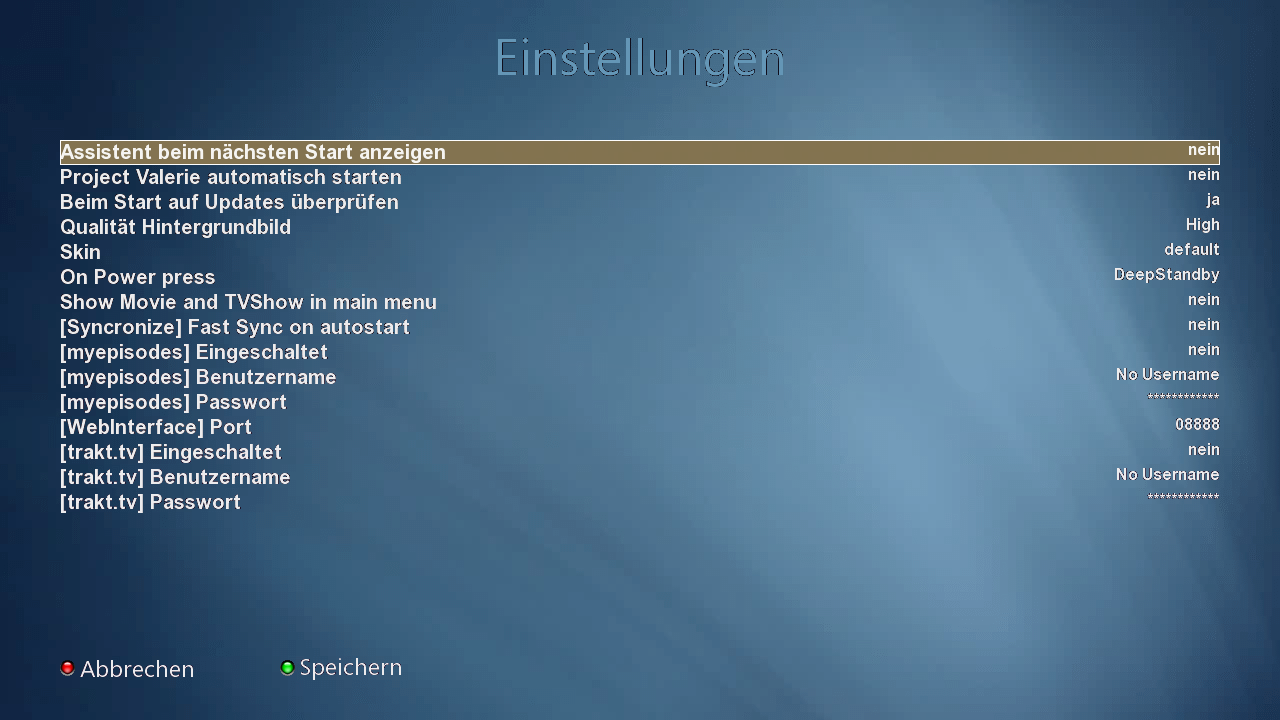 Einstellungen
Assistent beim nächsten Start anzeigen nein
Project Valerie automatisch starten nein
Beim Start auf Updates überprüfen ja
Qualität Hintergrundbild High
Skin default
On Power press DeepStandby
Show Movie and TVShow in main menu nein
[Syncronize] Fast Sync on autostart nein
[myepisodes] Eingeschaltet nein
[myepisodes] Benutzername No Username
[myepisodes] Passwort ************
[WebInterface] Port 08888
[trakt.tv] Eingeschaltet nein
[trakt.tv] Benutzername No Username
[trakt.tv] Passwort ************
Abbrechen Speichern